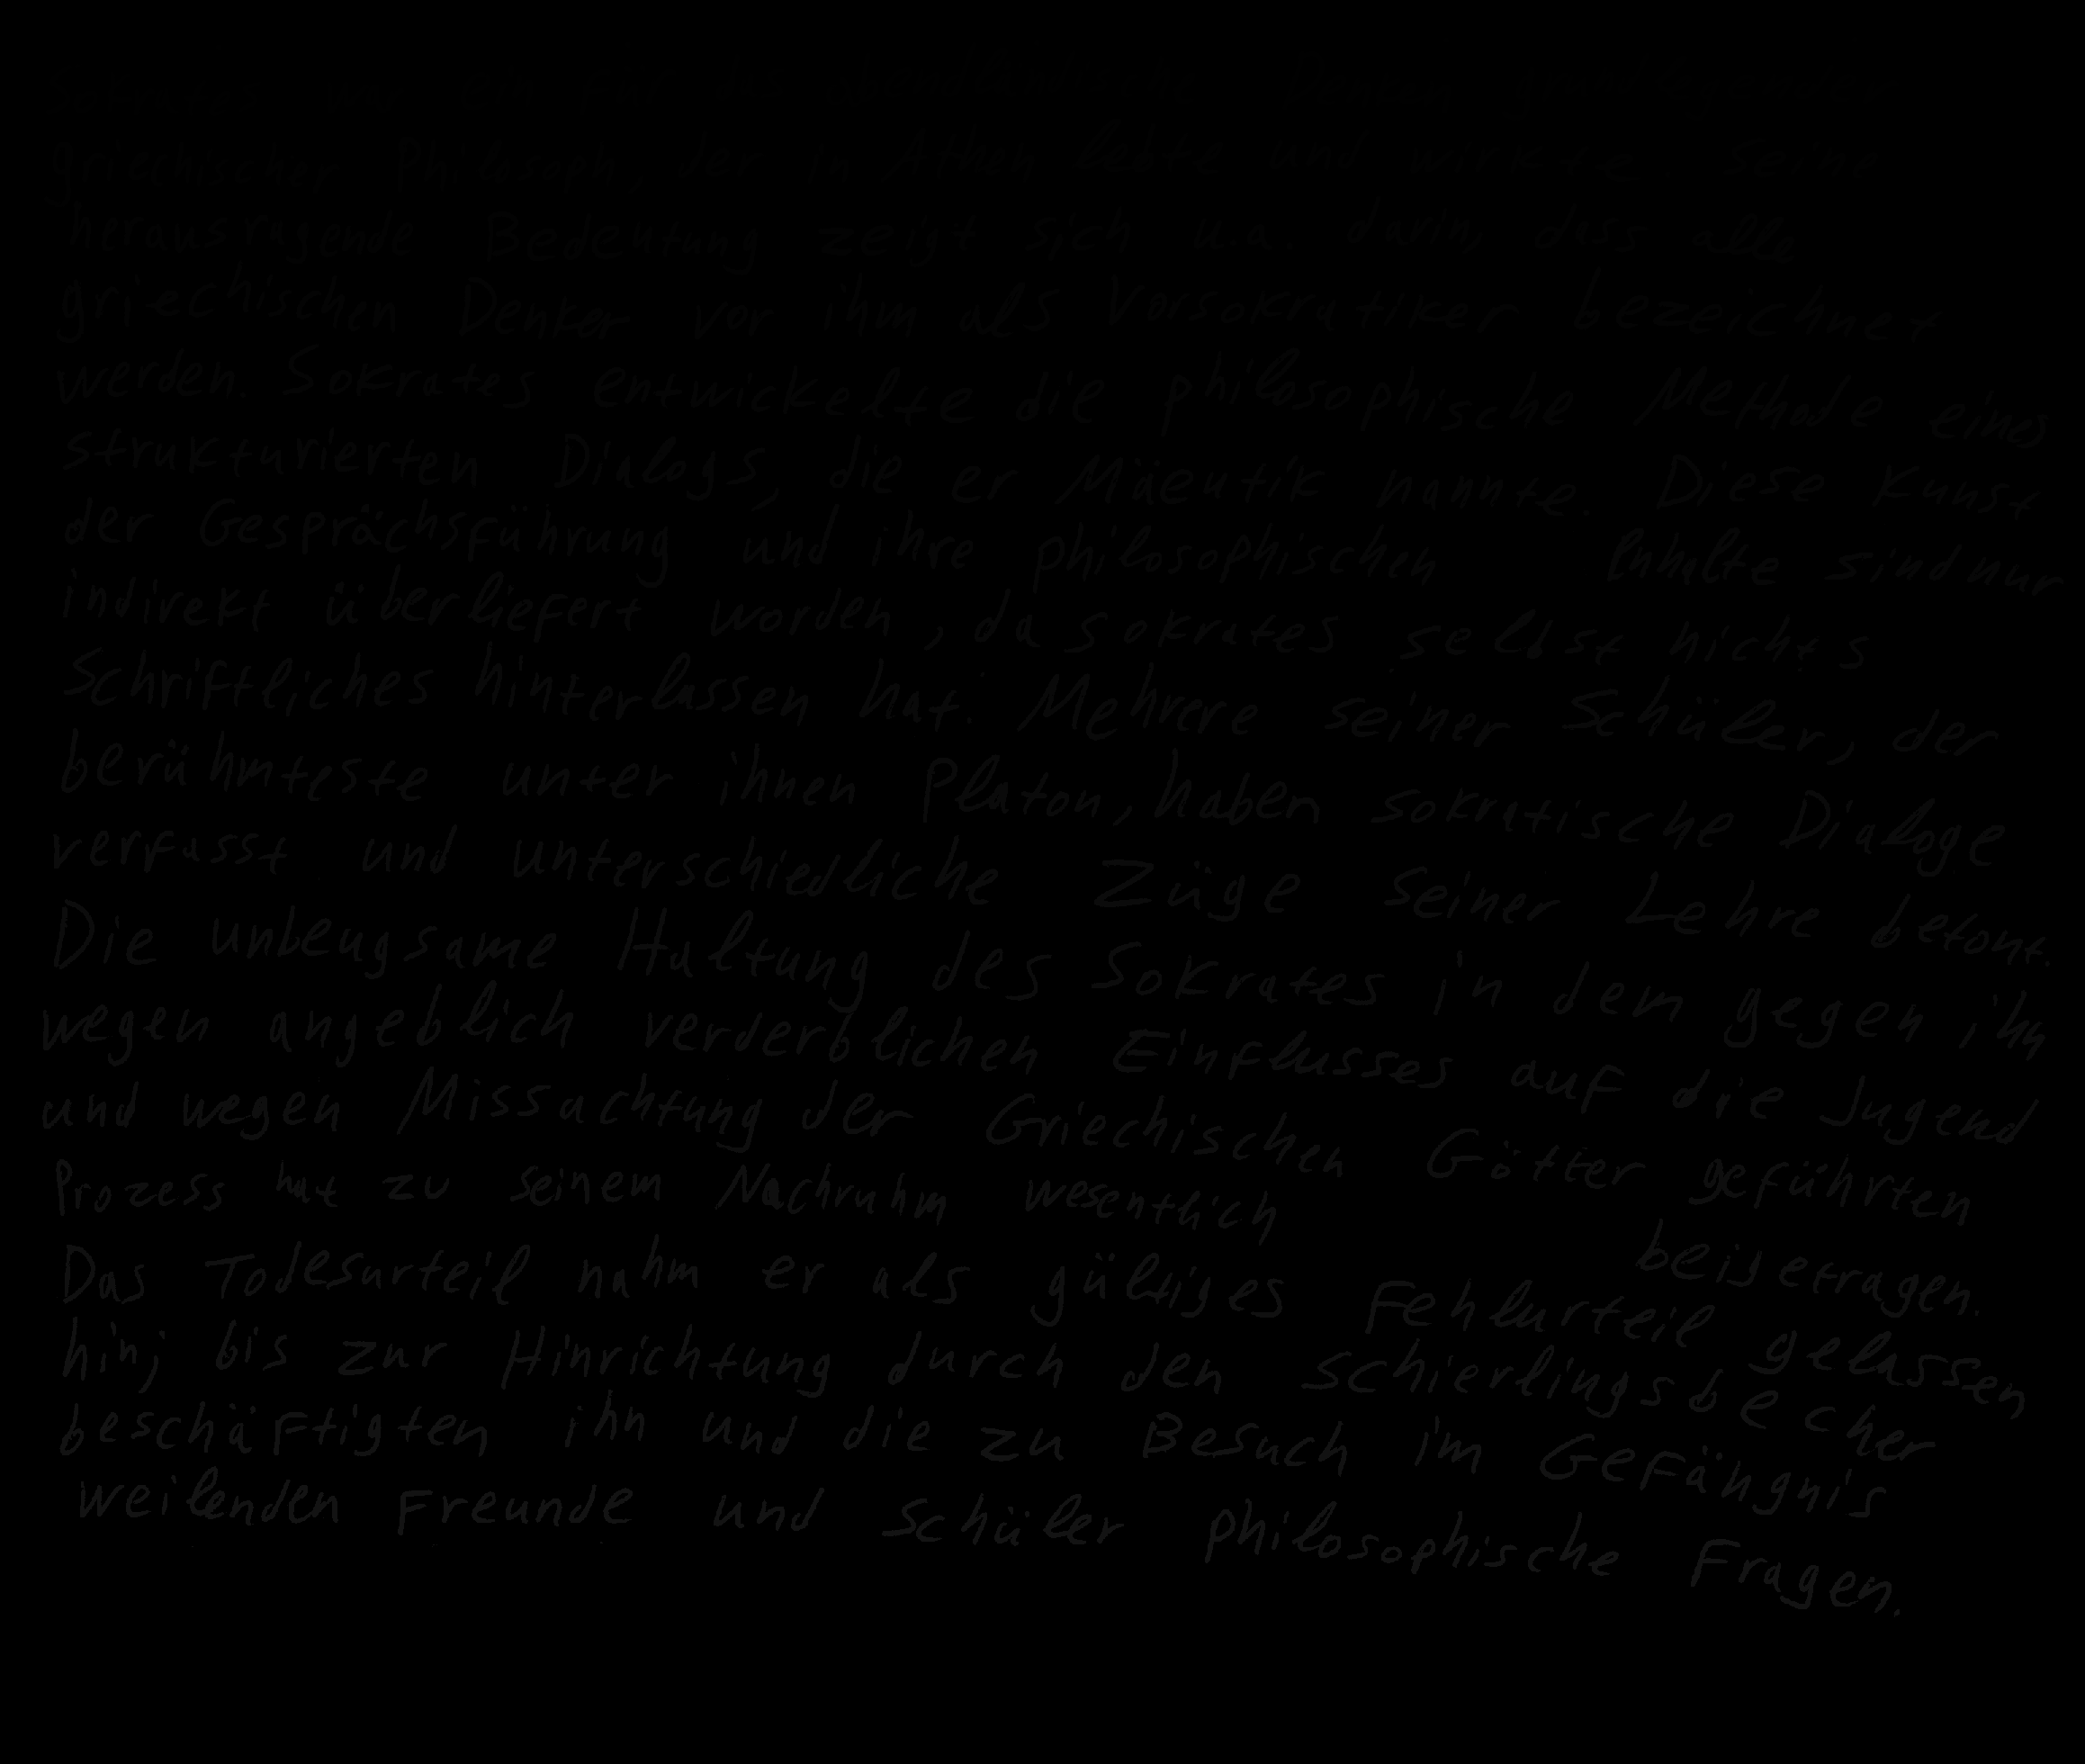 griechischer Philosoph, der in Athen lebte und wirkte. Seine
herausragende Bedeutung zeigt sich u.a. darin, dass alle
griechischen Denker vor ihm als Vorsokratiker bezeichnet
werden. Sokrates entwickelte die philosophische Methode eines
strukturierten Dialogs, die er Mäeutik nannte. Diese Kunst
der Gesprächsführung und ihre philosophischen Inhalte sind nur
indirekt überliefert worden, da Sokrates selbst nichts
Schriftliches hinterlassen hat. Mehrere seiner Schüler, der
berühmteste unter ihnen Platon, haben sokratische Dialoge
verfasst und unterschiedliche Züge seiner Lehre betont.
Die unbeugsame Haltung des Sokrates in dem gegen ihn
wegen angeblich verderblichen Einflusses auf die Jugend
und wegen Missachtung der Griechischen Götter geführten
Prozess hat zu seinem Nachruhm wesentlich beigetragen.
Das Todesurteil nahm er als gültiges Fehlurteil gelassen
hin; bis zur Hinrichtung durch den Schierlingsbecher
beschäftigten ihn und die zu Besuch im Gefängnis
weilenden Freunde und Schüler philosophische Fragen.